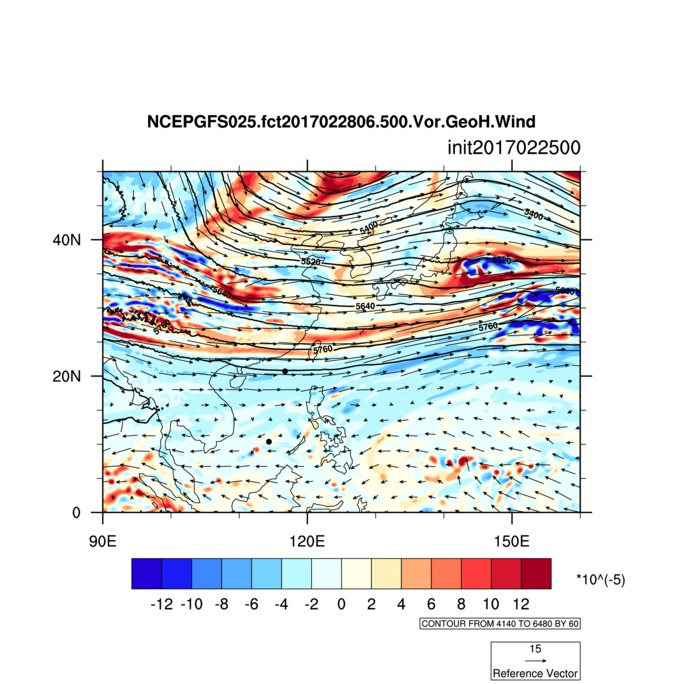 NCEPGFS025.fct2017022806.500.Vor.GeoH.Wind
init2017022500
40N
20N
0
90E 120E 150E
5400 5400
5520 5520
5640 5640 5640
5760 5760
-12 -10 -8 -6 -4 -2 0 2 4 6 8 10 12
*10^(-5)
CONTOUR FROM 4140 TO 6480 BY 60
15
Reference Vector